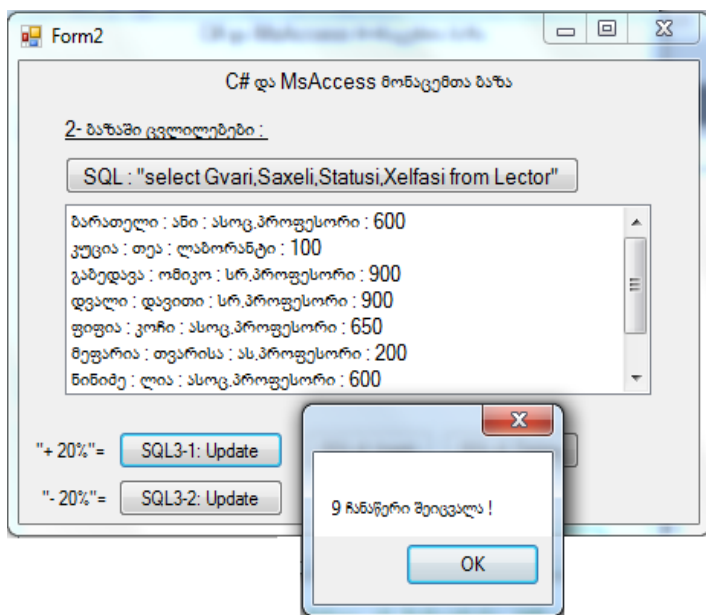 Form2
C# და MsAccess მონაცემთა ბაზა
2- ბაზაში ცვლილებები :
SQL : "select Gvari,Saxeli,Statusi,Xelfasi from Lector"
ბარათელი : ანი : ასოც.პროფესორი : 600
კუცია : თეა : ლაბორანტი : 100
გაბედავა : ომიკო : სრ.პროფესორი : 900
დვალი : დავითი : სრ.პროფესორი : 900
ფიფია : კოჩი : ასოც.პროფესორი : 650
მეფარია : თვარისა : ას.პროფესორი : 200
ნინიძე : ლია : ასოც.პროფესორი : 600
"+ 20%"= SQL3-1: Update
"- 20%"= SQL3-2: Update
9 ჩანაწერი შეიცვალა !
OK